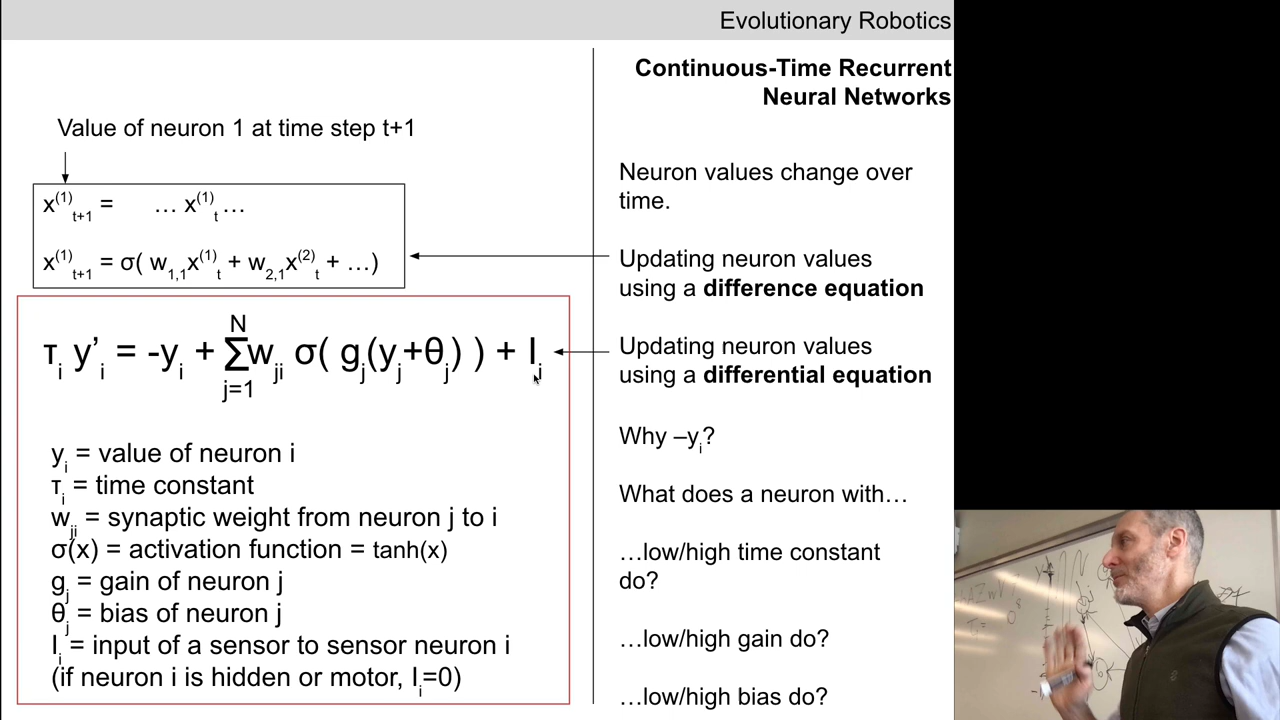 Evolutionary Robotics
Continuous-Time Recurrent
Neural Networks
Value of neuron 1 at time step t+1
x⁽¹⁾ₜ₊₁ = … x⁽¹⁾ₜ …
x⁽¹⁾ₜ₊₁ = σ( w₁,₁x⁽¹⁾ₜ + w₂,₁x⁽²⁾ₜ + …)
τᵢ y’ᵢ = -yᵢ + Σ N j=1 wⱼᵢ σ( gⱼ(yⱼ+θⱼ) ) + Iᵢ
yᵢ = value of neuron i
τᵢ = time constant
wⱼᵢ = synaptic weight from neuron j to i
σ(x) = activation function = tanh(x)
gⱼ = gain of neuron j
θⱼ = bias of neuron j
Iᵢ = input of a sensor to sensor neuron i
(if neuron i is hidden or motor, Iᵢ=0)
Neuron values change over
time.
Updating neuron values
using a difference equation
Updating neuron values
using a differential equation
Why –yᵢ?
What does a neuron with…
…low/high time constant
do?
…low/high gain do?
…low/high bias do?